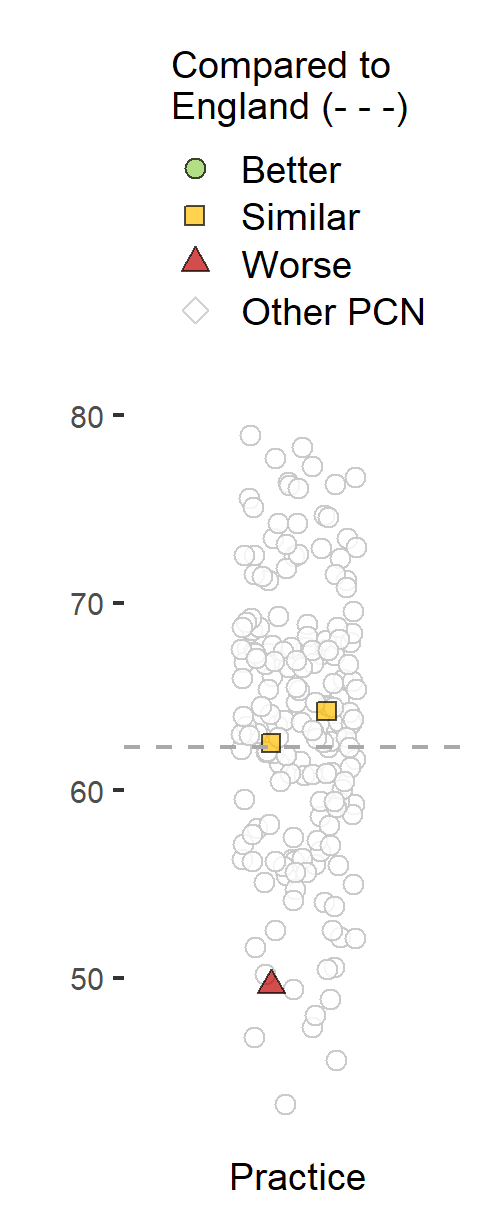 Compared to
England (- - -)
Better
Similar
Worse
Other PCN
80
70
60
50
Practice